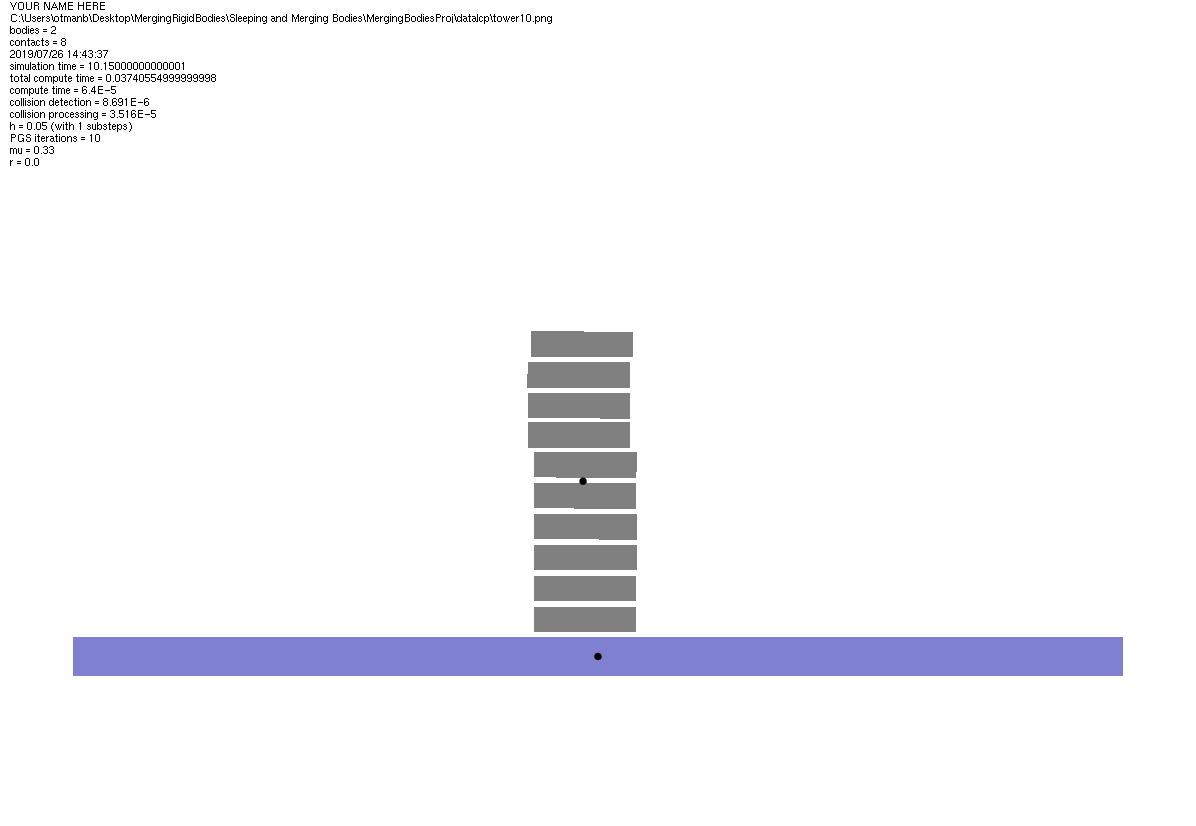 YOUR NAME HERE
C:\Users\otmanb\Desktop\MergingRigidBodies\Sleeping and Merging Bodies\MergingBodiesProj\datalcp\tower10.png
bodies = 2
contacts = 8
2019/07/26 14:43:37
simulation time = 10.15000000000001
total compute time = 0.03740554999999998
compute time = 6.4E-5
collision detection = 8.691E-6
collision processing = 3.516E-5
h = 0.05 (with 1 substeps)
PGS iterations = 10
mu = 0.33
r = 0.0